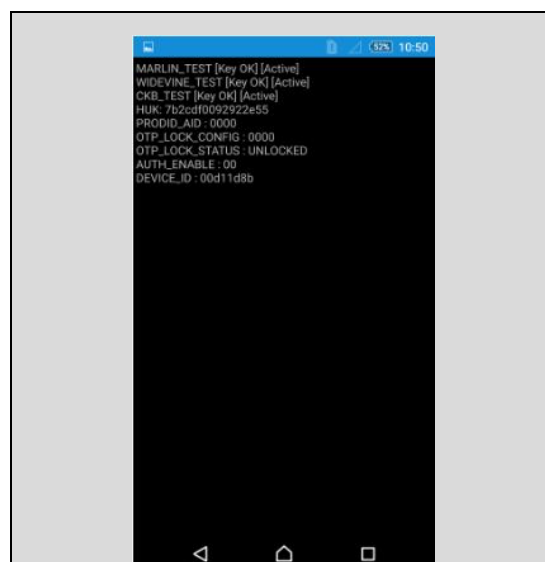 52% 10:50
MARLIN_TEST [Key OK] [Active]
WIDEVINE_TEST [Key OK] [Active]
CKB_TEST [Key OK] [Active]
HUK: 7b2cdf0092922e55
PRODID_AID : 0000
OTP_LOCK_CONFIG : 0000
OTP_LOCK_STATUS : UNLOCKED
AUTH_ENABLE : 00
DEVICE_ID : 00d11d8b